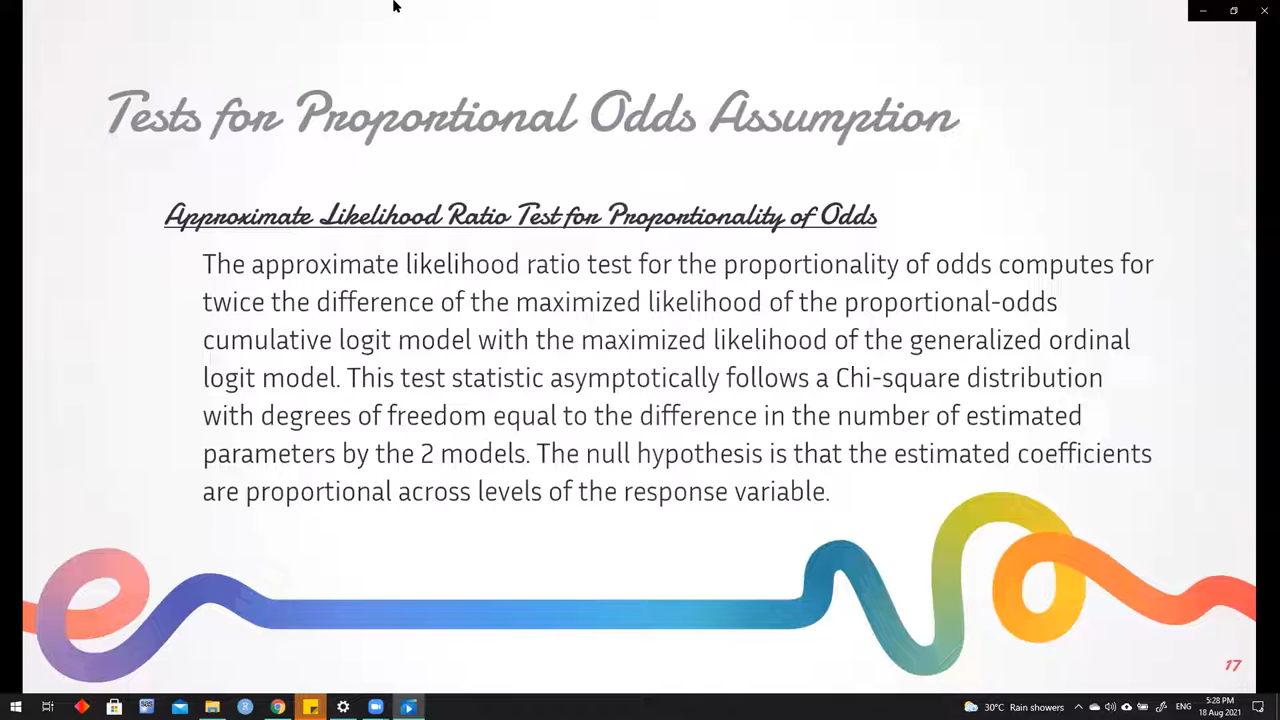 Tests for Proportional Odds Assumption
Approximate Likelihood Ratio Test for Proportionality of Odds
The approximate likelihood ratio test for the proportionality of odds computes for
twice the difference of the maximized likelihood of the proportional-odds
cumulative logit model with the maximized likelihood of the generalized ordinal
logit model. This test statistic asymptotically follows a Chi-square distribution
with degrees of freedom equal to the difference in the number of estimated
parameters by the 2 models. The null hypothesis is that the estimated coefficients
are proportional across levels of the response variable.
17
30°C Rain showers
ENG
5:28 PM
18 Aug 2021